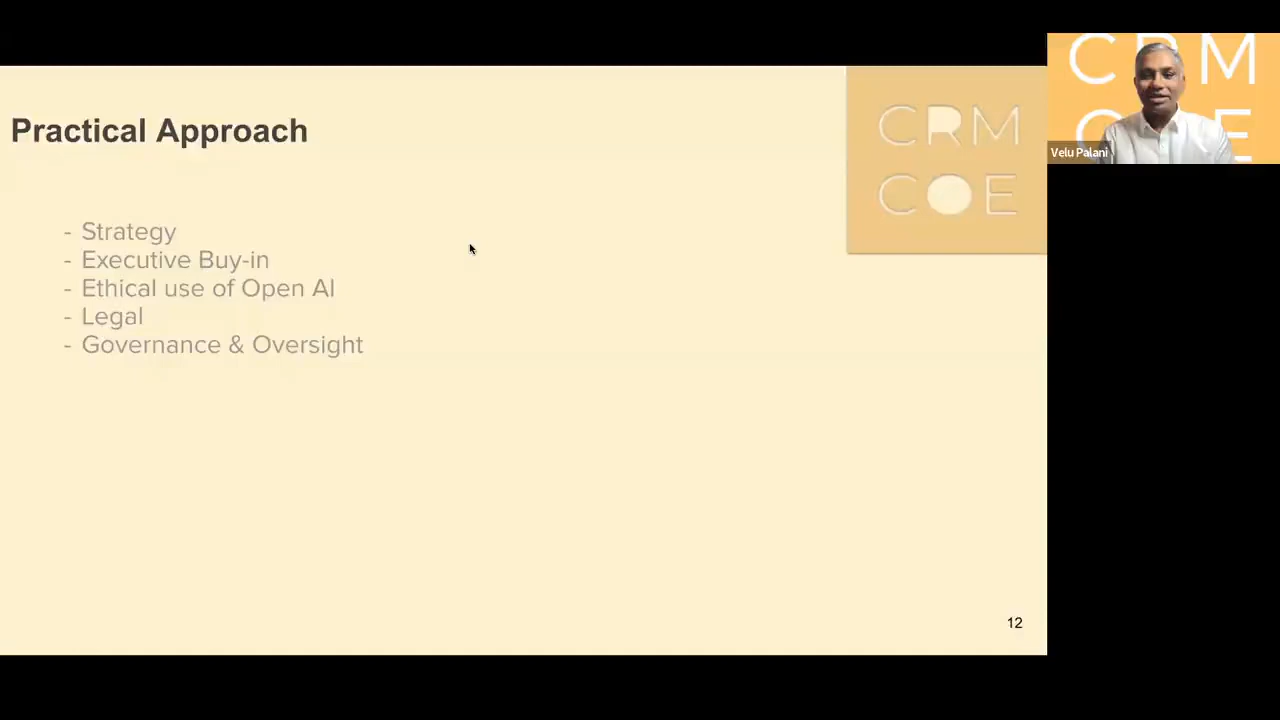 Practical Approach
- Strategy
- Executive Buy-in
- Ethical use of Open AI
- Legal
- Governance & Oversight
CRM
COE
12
C R M
C E
Velu Palani